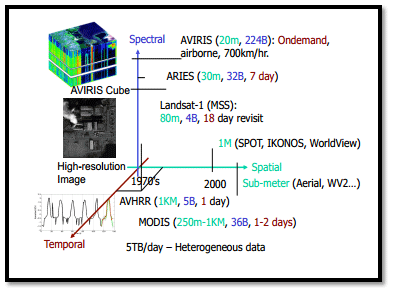 Spectral
AVIRIS (20m, 224B): Ondemand,
airborne, 700km/hr.
ARIES (30m, 32B, 7 day)
AVIRIS Cube
Landsat-1 (MSS):
80m, 4B, 18 day revisit
1M (SPOT, IKONOS, WorldView)
High-resolution
Image
Spatial
1970's
2000
Sub-meter (Aerial, WV2...)
AVHRR (1KM, 5B, 1 day)
MODIS (250m-1KM, 36B, 1-2 days)
Temporal
5TB/day – Heterogeneous data